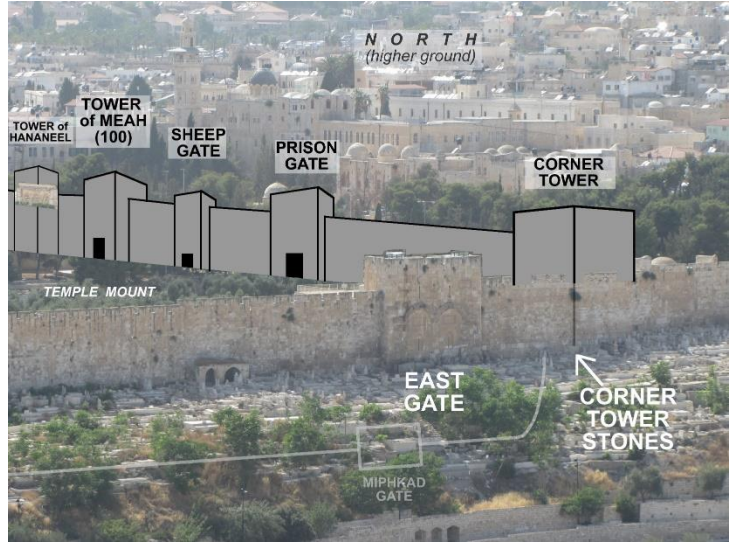 NORTH
(higher ground)
TOWER of
HANANEEL
TOWER
of MEAH
(100)
SHEEP
GATE
PRISON
GATE
CORNER
TOWER
TEMPLE MOUNT
EAST
GATE
CORNER
TOWER
STONES
MIPHKAD
GATE